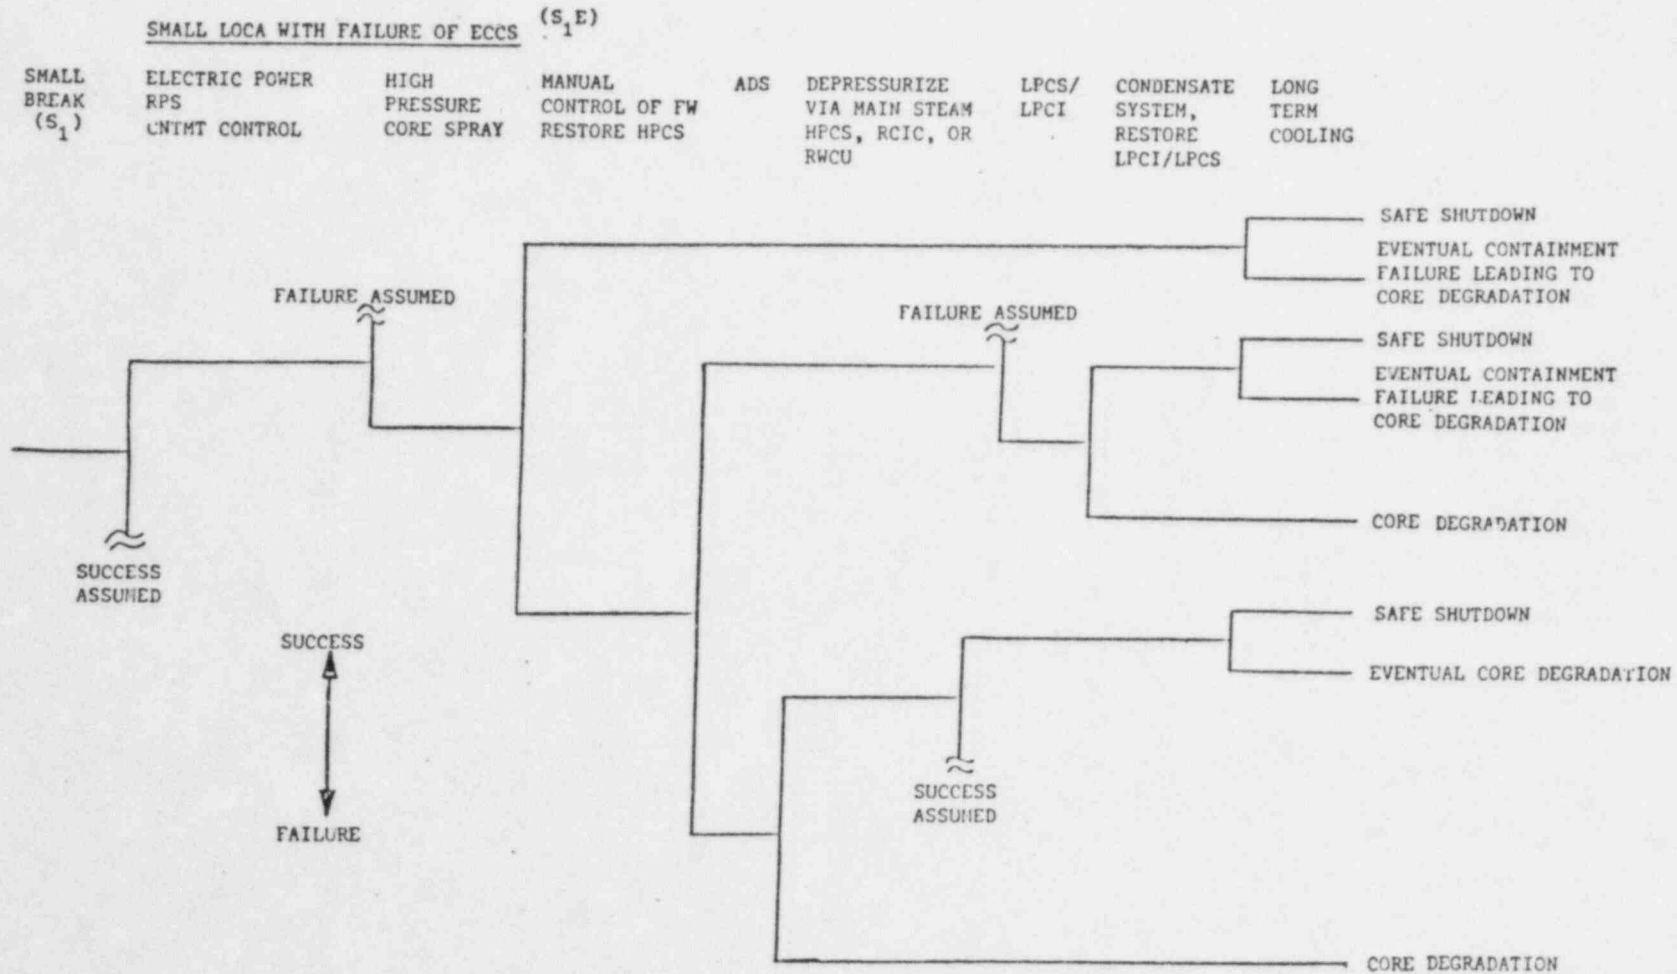 SMALL LOCA WITH FAILURE OF ECCS (S1E)
SMALL
BREAK
(S1)
ELECTRIC POWER
RPS
CNTMT CONTROL
HIGH
PRESSURE
CORE SPRAY
MANUAL
CONTROL OF FW
RESTORE HPCS
ADS
DEPRESSURIZE
VIA MAIN STEAM
HPCS, RCIC, OR
RWCU
LPCS/
LPCI
CONDENSATE
SYSTEM,
RESTORE
LPCI/LPCS
LONG
TERM
COOLING
SAFE SHUTDOWN
EVENTUAL CONTAINMENT
FAILURE LEADING TO
CORE DEGRADATION
FAILURE ASSUMED
FAILURE ASSUMED
SAFE SHUTDOWN
EVENTUAL CONTAINMENT
FAILURE LEADING TO
CORE DEGRADATION
CORE DEGRADATION
SUCCESS
ASSUMED
SAFE SHUTDOWN
SUCCESS
EVENTUAL CORE DEGRADATION
SUCCESS
ASSUMED
FAILURE
CORE DEGRADATION